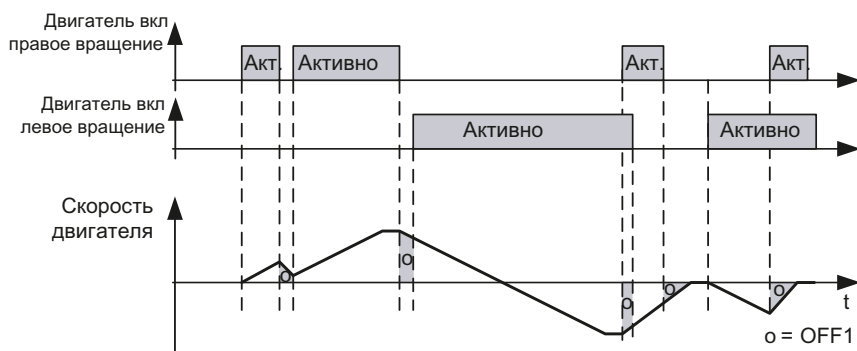 Двигатель вкл
правое вращение
Акт.
Активно
Акт.
Акт.
Двигатель вкл
левое вращение
Активно
Активно
Скорость
двигателя
o
o
o
o
o
t
o = OFF1